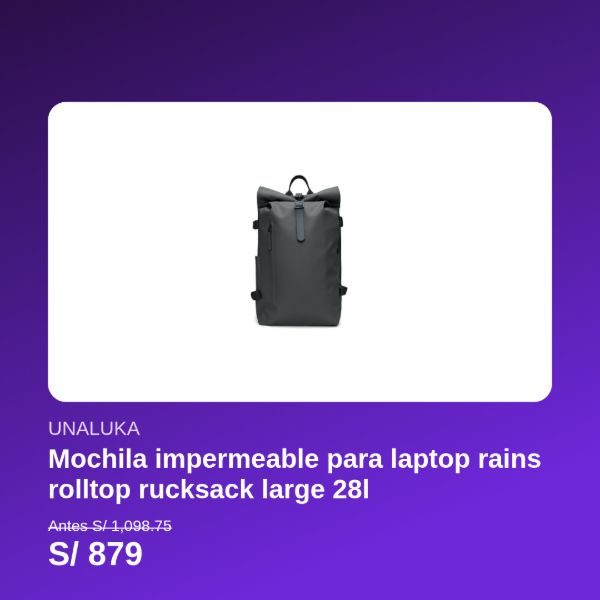 UNALUKA
Mochila impermeable para laptop rains
rolltop rucksack large 28l
Antes S/ 1,098.75
S/ 879